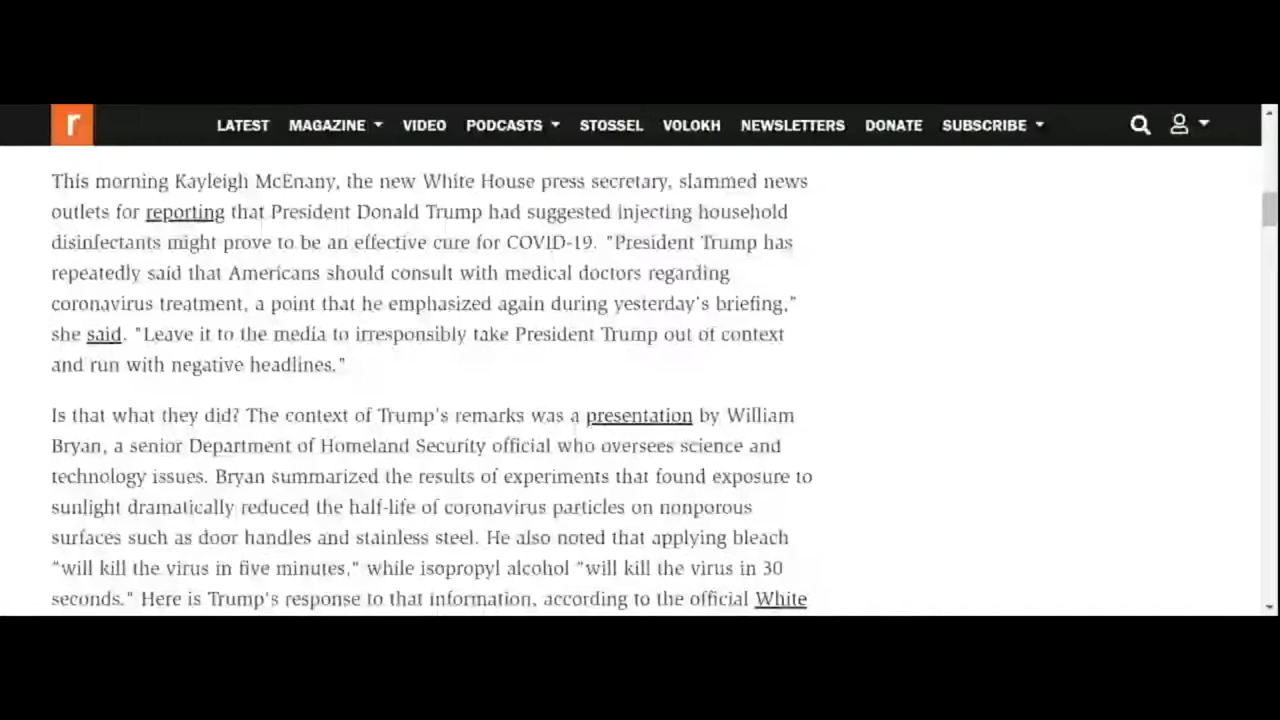 r LATEST MAGAZINE VIDEO PODCASTS STOSSEL VOLOKH NEWSLETTERS DONATE SUBSCRIBE
This morning Kayleigh McEnany, the new White House press secretary, slammed news
outlets for reporting that President Donald Trump had suggested injecting household
disinfectants might prove to be an effective cure for COVID-19. "President Trump has
repeatedly said that Americans should consult with medical doctors regarding
coronavirus treatment, a point that he emphasized again during yesterday's briefing,"
she said. "Leave it to the media to irresponsibly take President Trump out of context
and run with negative headlines."
Is that what they did? The context of Trump's remarks was a presentation by William
Bryan, a senior Department of Homeland Security official who oversees science and
technology issues. Bryan summarized the results of experiments that found exposure to
sunlight dramatically reduced the half-life of coronavirus particles on nonporous
surfaces such as door handles and stainless steel. He also noted that applying bleach
"will kill the virus in five minutes," while isopropyl alcohol "will kill the virus in 30
seconds." Here is Trump's response to that information, according to the official White